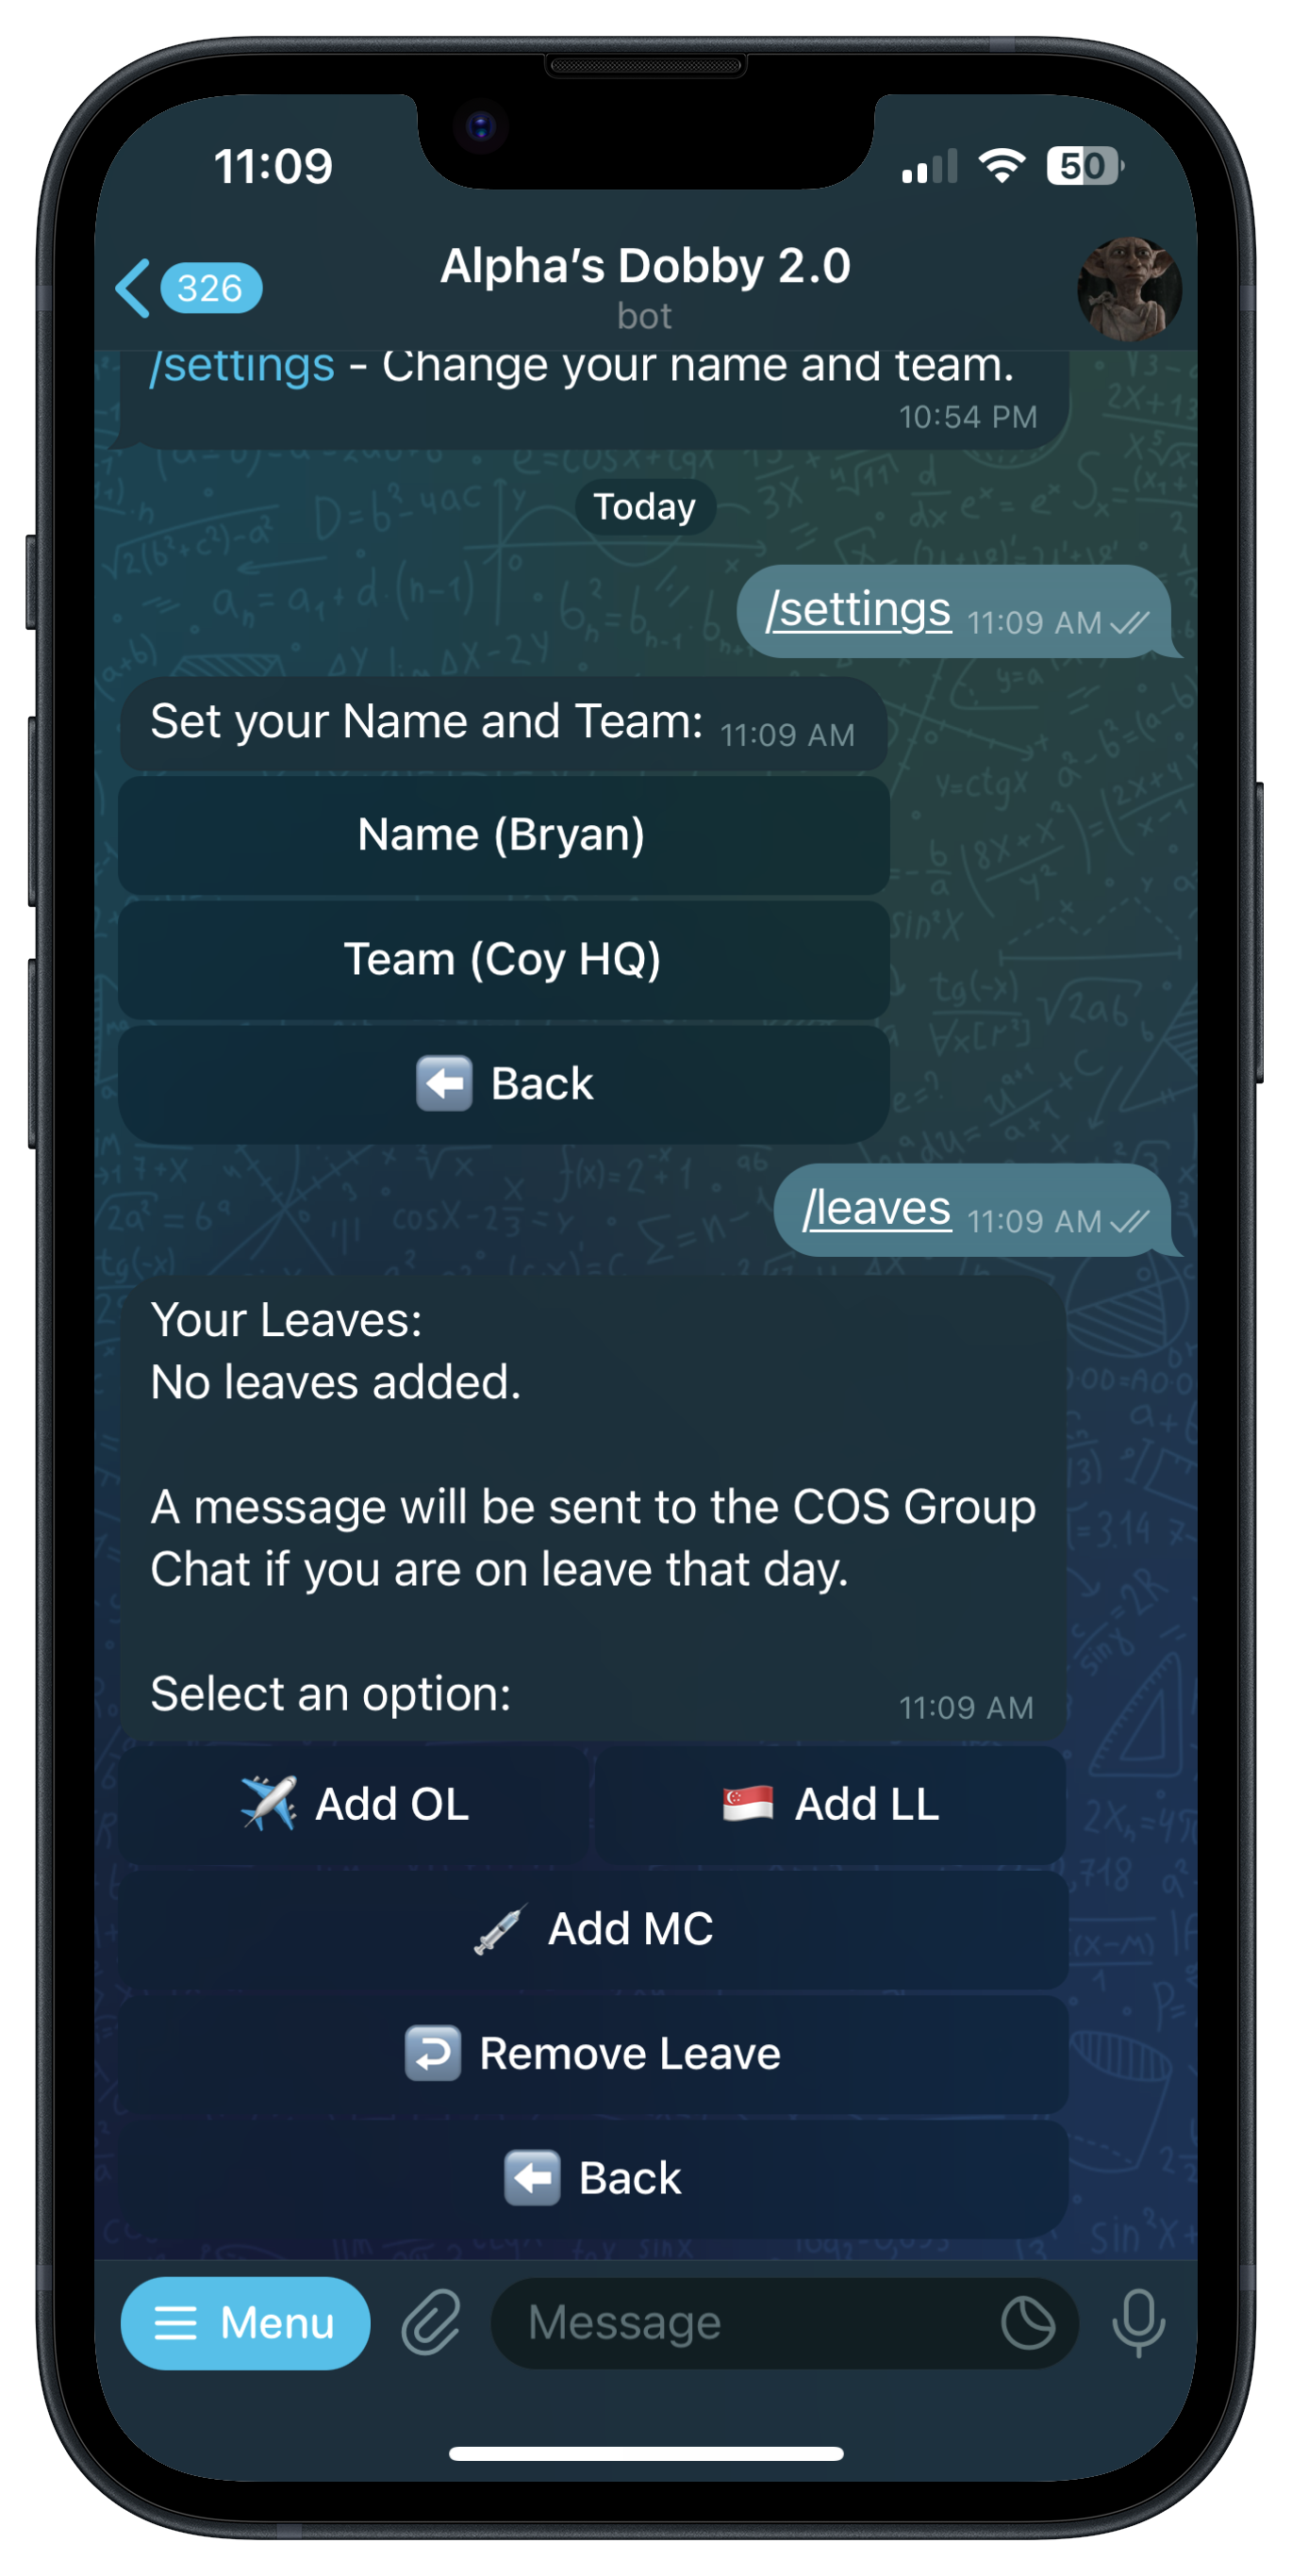 11:09
50
326
Alpha’s Dobby 2.0
bot
/settings - Change your name and team.
10:54 PM
Today
/settings 11:09 AM
Set your Name and Team: 11:09 AM
Name (Bryan)
Team (Coy HQ)
Back
/leaves 11:09 AM
Your Leaves:
No leaves added.
A message will be sent to the COS Group
Chat if you are on leave that day.
Select an option: 11:09 AM
Add OL
Add LL
Add MC
Remove Leave
Back
Menu
Message